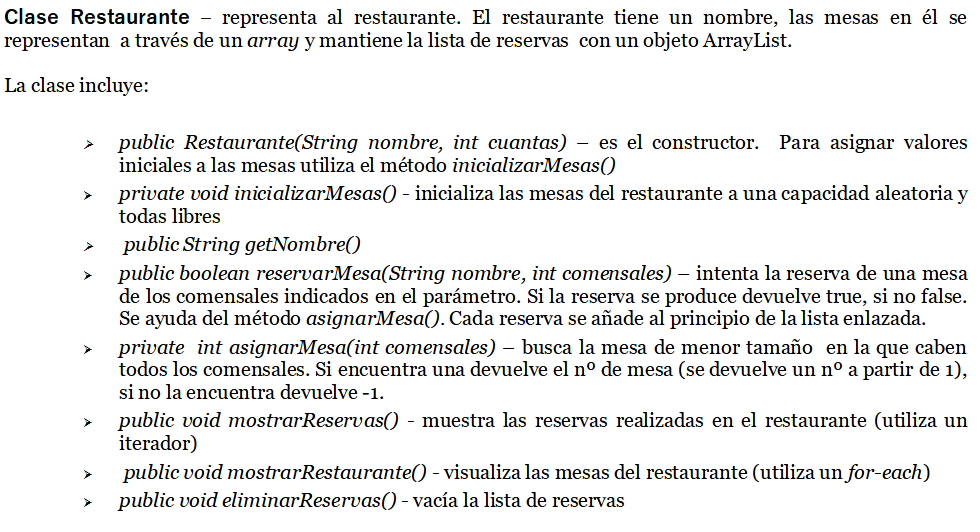 Clase Restaurante – representa al restaurante. El restaurante tiene un nombre, las mesas en él se
representan a través de un array y mantiene la lista de reservas con un objeto ArrayList.
La clase incluye:
➢ public Restaurante(String nombre, int cuantas) – es el constructor. Para asignar valores
iniciales a las mesas utiliza el método inicializarMesas()
➢ private void inicializarMesas() - inicializa las mesas del restaurante a una capacidad aleatoria y
todas libres
➢ public String getNombre()
➢ public boolean reservarMesa(String nombre, int comensales) – intenta la reserva de una mesa
de los comensales indicados en el parámetro. Si la reserva se produce devuelve true, si no false.
Se ayuda del método asignarMesa(). Cada reserva se añade al principio de la lista enlazada.
➢ private int asignarMesa(int comensales) – busca la mesa de menor tamaño en la que caben
todos los comensales. Si encuentra una devuelve el nº de mesa (se devuelve un nº a partir de 1),
si no la encuentra devuelve -1.
➢ public void mostrarReservas() - muestra las reservas realizadas en el restaurante (utiliza un
iterador)
➢ public void mostrarRestaurante() - visualiza las mesas del restaurante (utiliza un for-each)
➢ public void eliminarReservas() - vacía la lista de reservas